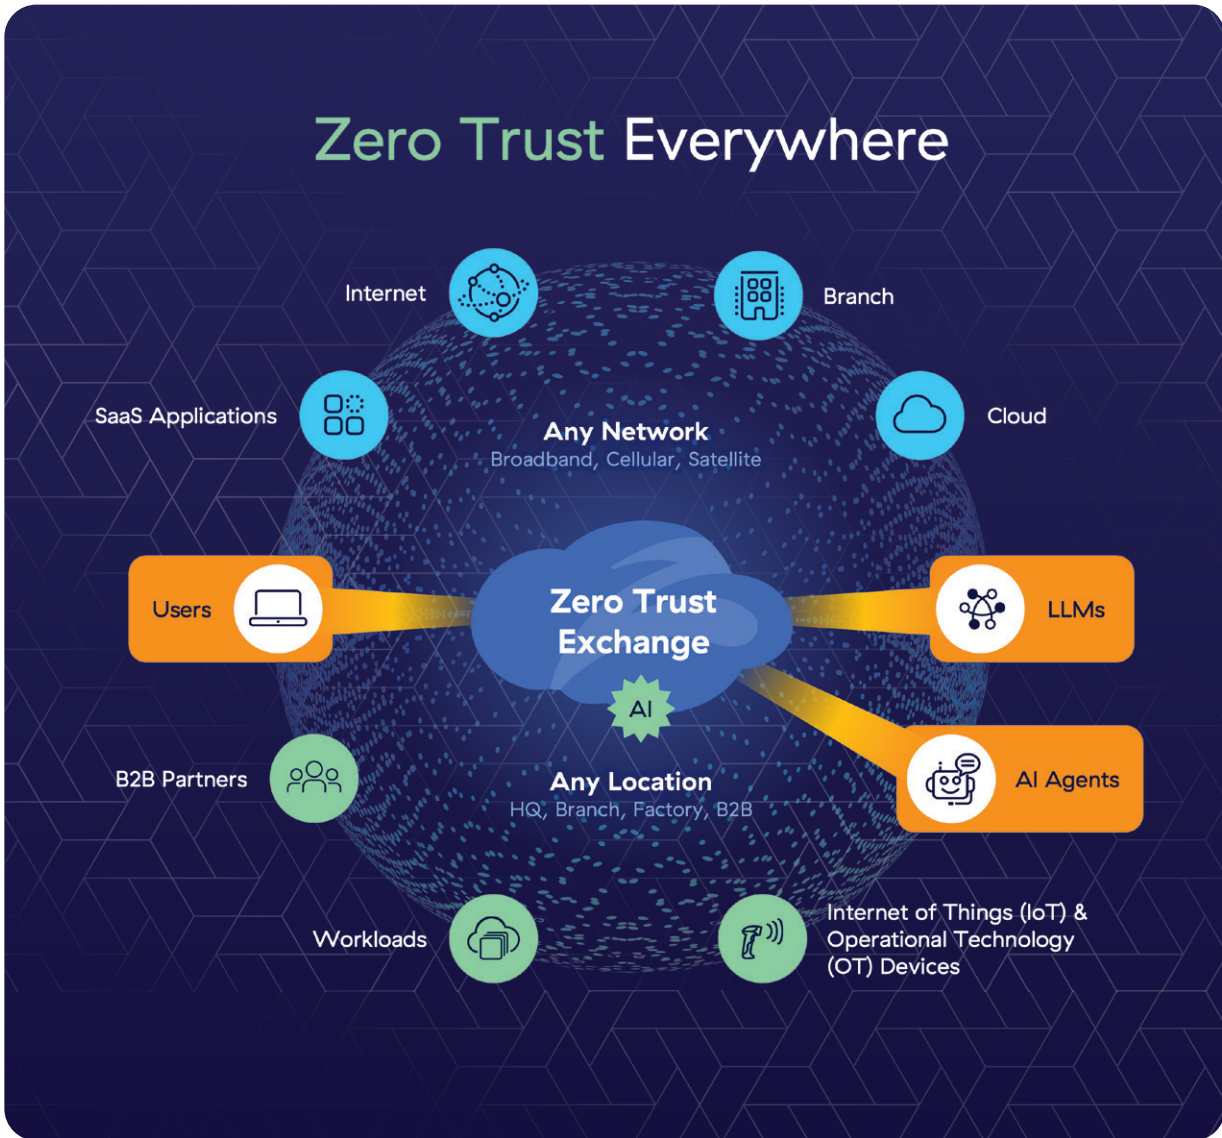 Zero Trust Everywhere
Internet
Branch
SaaS Applications
Cloud
Any Network
Broadband, Cellular, Satellite
Users
Zero Trust
Exchange
LLMs
AI
B2B Partners
Any Location
HQ, Branch, Factory, B2B
AI Agents
Workloads
Internet of Things (IoT) &
Operational Technology
(OT) Devices